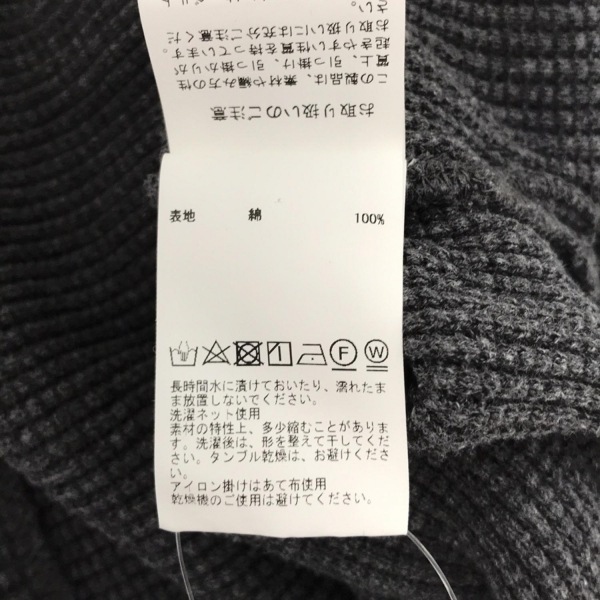 お取り扱いのご注意
この製品は、素材や編み方の性
質上、引っ掛け、引っ掛かりが
起きやすい性質を持っています。
お取り扱いには充分ご注意くだ
さい。
表地 綿 100%
F W
長時間水に漬けておいたり、濡れたま
ま放置しないでください。
洗濯ネット使用
素材の特性上、多少縮むことがありま
す。洗濯後は、形を整えて干してくださ
い。タンブル乾燥は、お避けくださ
い。
アイロン掛けはあて布使用
乾燥機のご使用は避けてください。